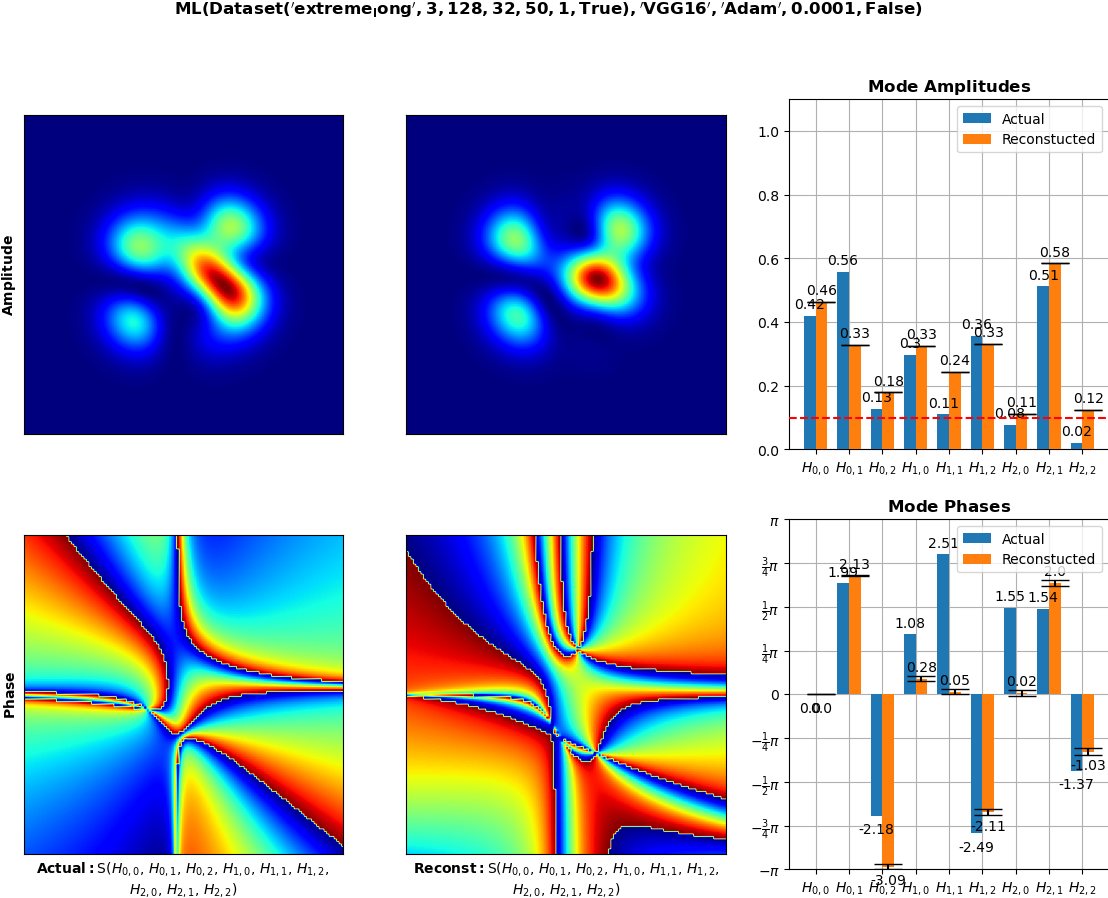 ML(Dataset('extreme_long', 3, 128, 32, 50, 1, True), 'VGG16', 'Adam', 0.0001, False)
Mode Amplitudes
Actual
Reconstucted
1.0
0.8
0.6
0.4
0.2
0.0
0.42
0.46
0.56
0.33
0.13
0.18
0.3
0.33
0.11
0.24
0.36
0.33
0.08
0.11
0.51
0.58
0.02
0.12
H0,0 H0,1 H0,2 H1,0 H1,1 H1,2 H2,0 H2,1 H2,2
Amplitude
Mode Phases
Actual
Reconstucted
π
3/4π
1/2π
1/4π
0
−1/4π
−1/2π
−3/4π
−π
0.0
0.0
1.99
2.13
-2.18
-3.09
1.08
0.28
2.51
0.05
-2.49
-2.11
1.55
0.02
1.54
2.0
-1.37
-1.03
H0,0 H0,1 H0,2 H1,0 H1,1 H1,2 H2,0 H2,1 H2,2
Phase
Actual: S(H0,0, H0,1, H0,2, H1,0, H1,1, H1,2,
H2,0, H2,1, H2,2)
Reconst: S(H0,0, H0,1, H0,2, H1,0, H1,1, H1,2,
H2,0, H2,1, H2,2)